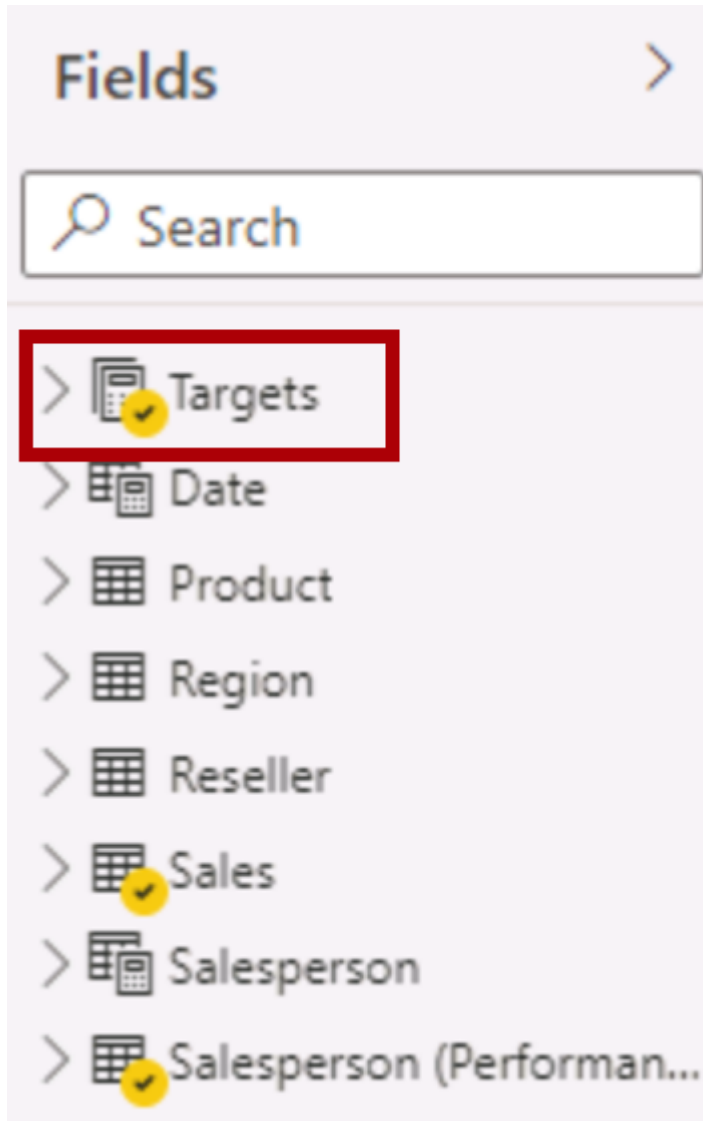 Fields
Search
Targets
Date
Product
Region
Reseller
Sales
Salesperson
Salesperson (Performan...